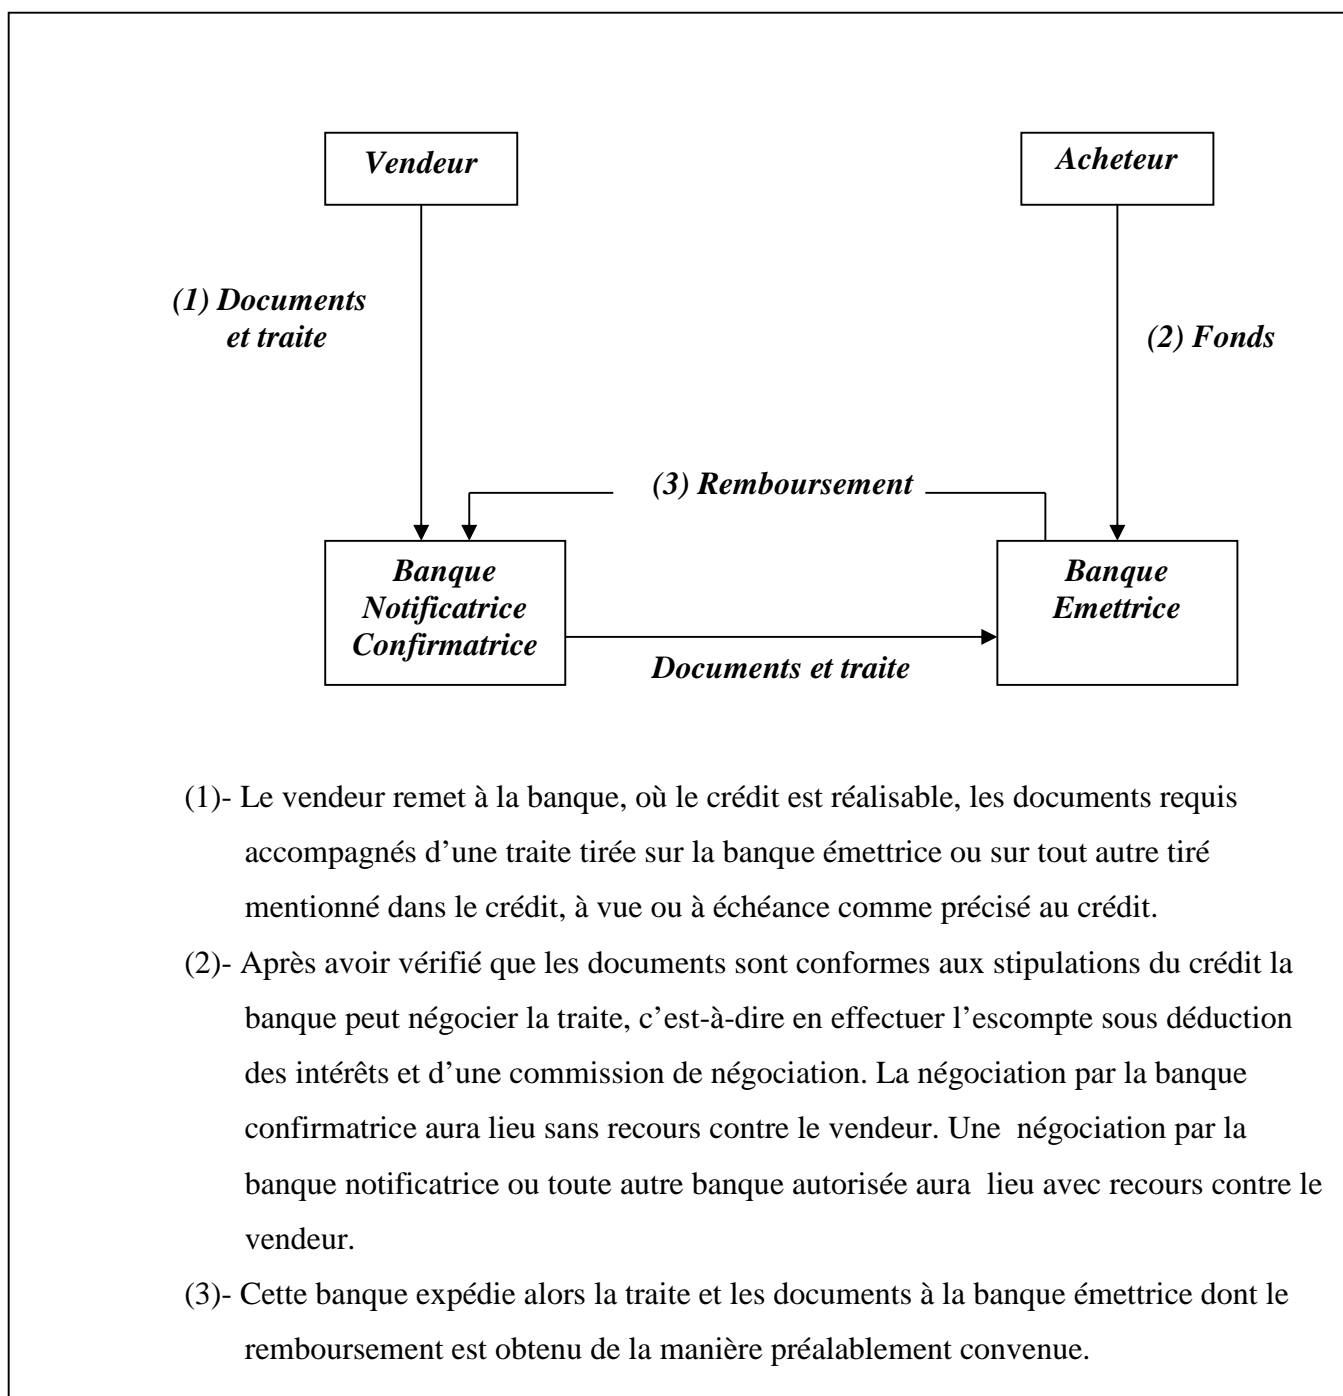 Vendeur
Acheteur
(1) Documents
et traite
(2) Fonds
(3) Remboursement
Banque
Notificatrice
Confirmatrice
Banque
Emettrice
Documents et traite
(1)- Le vendeur remet à la banque, où le crédit est réalisable, les documents requis
accompagnés d’une traite tirée sur la banque émettrice ou sur tout autre tiré
mentionné dans le crédit, à vue ou à échéance comme précisé au crédit.
(2)- Après avoir vérifié que les documents sont conformes aux stipulations du crédit la
banque peut négocier la traite, c’est-à-dire en effectuer l’escompte sous déduction
des intérêts et d’une commission de négociation. La négociation par la banque
confirmatrice aura lieu sans recours contre le vendeur. Une négociation par la
banque notificatrice ou toute autre banque autorisée aura lieu avec recours contre le
vendeur.
(3)- Cette banque expédie alors la traite et les documents à la banque émettrice dont le
remboursement est obtenu de la manière préalablement convenue.